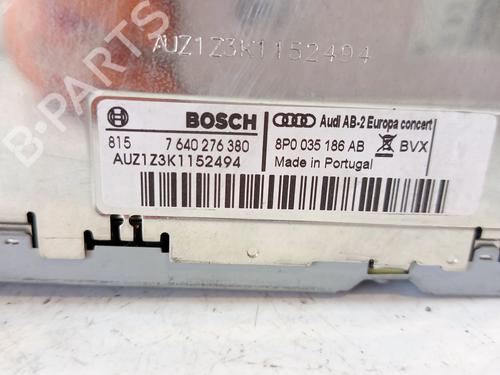 AUZ1Z3K1152494
B-PARTS
BOSCH Audi AB-2 Europa concert
815 7 640 276 380 8P0 035 186 AB BVX
AUZ1Z3K1152494 Made in Portugal